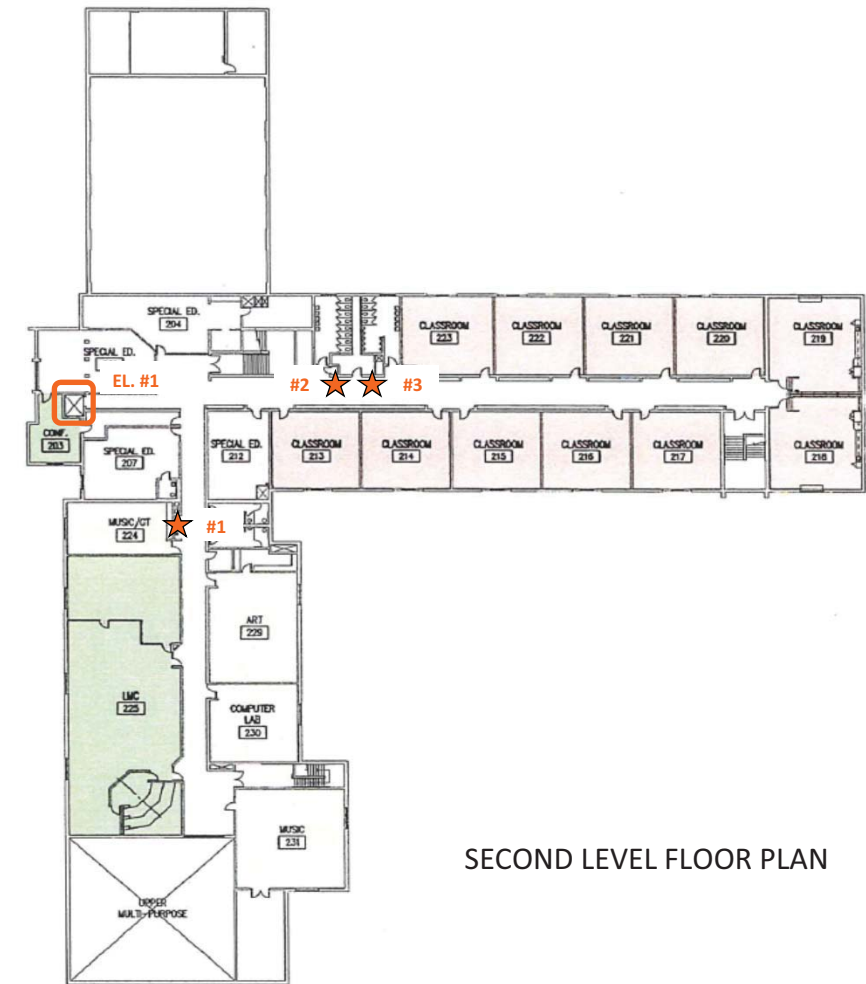 SPECIAL ED.
204
SPECIAL ED.
EL. #1
#2
#3
CLASSROOM
223
CLASSROOM
222
CLASSROOM
221
CLASSROOM
220
CLASSROOM
219
CONF.
203
SPECIAL ED.
207
SPECIAL ED.
212
CLASSROOM
213
CLASSROOM
214
CLASSROOM
215
CLASSROOM
216
CLASSROOM
217
CLASSROOM
218
MUSIC/CT
224
#1
ART
229
LMC
225
COMPUTER
LAB
230
MUSIC
231
UPPER
MULTI-PURPOSE
SECOND LEVEL FLOOR PLAN